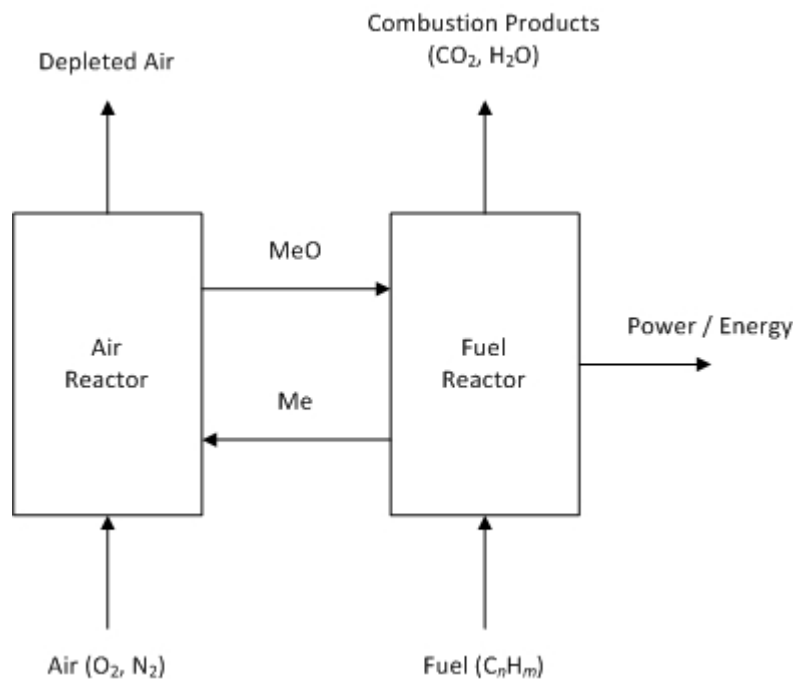 Combustion Products
(CO₂, H₂O)
Depleted Air
MeO
Air
Reactor
Fuel
Reactor
Power / Energy
Me
Air (O₂, N₂)
Fuel (CₙHₘ)